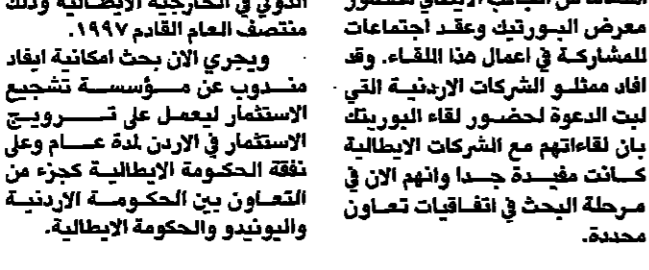 معرض البورتيك وعقد اجتماعات
للمشاركة في اعمال هذا اللقاء. وقد
افاد ممثلو الشركات الاردنية التي
لبت الدعوة لحضور لقاء البوريتك
بان لقاءاتهم مع الشركات الايطالية
كانت مفيدة جدا وانهم الان في
مرحلة البحث في اتفاقيات تعاون
محددة.
الدولي في الخارجية الايطالية وذلك
منتصف العام القادم ١٩٩٧.
ويجري الان بحث امكانية ايفاد
مندوب عن مؤسسة تشجيع
الاستثمار ليعمل على ترويج
الاستثمار في الاردن لمدة عام وعلى
نفقة الحكومة الايطالية كجزء من
التعاون بين الحكومة الاردنية
واليونيدو والحكومة الايطالية.